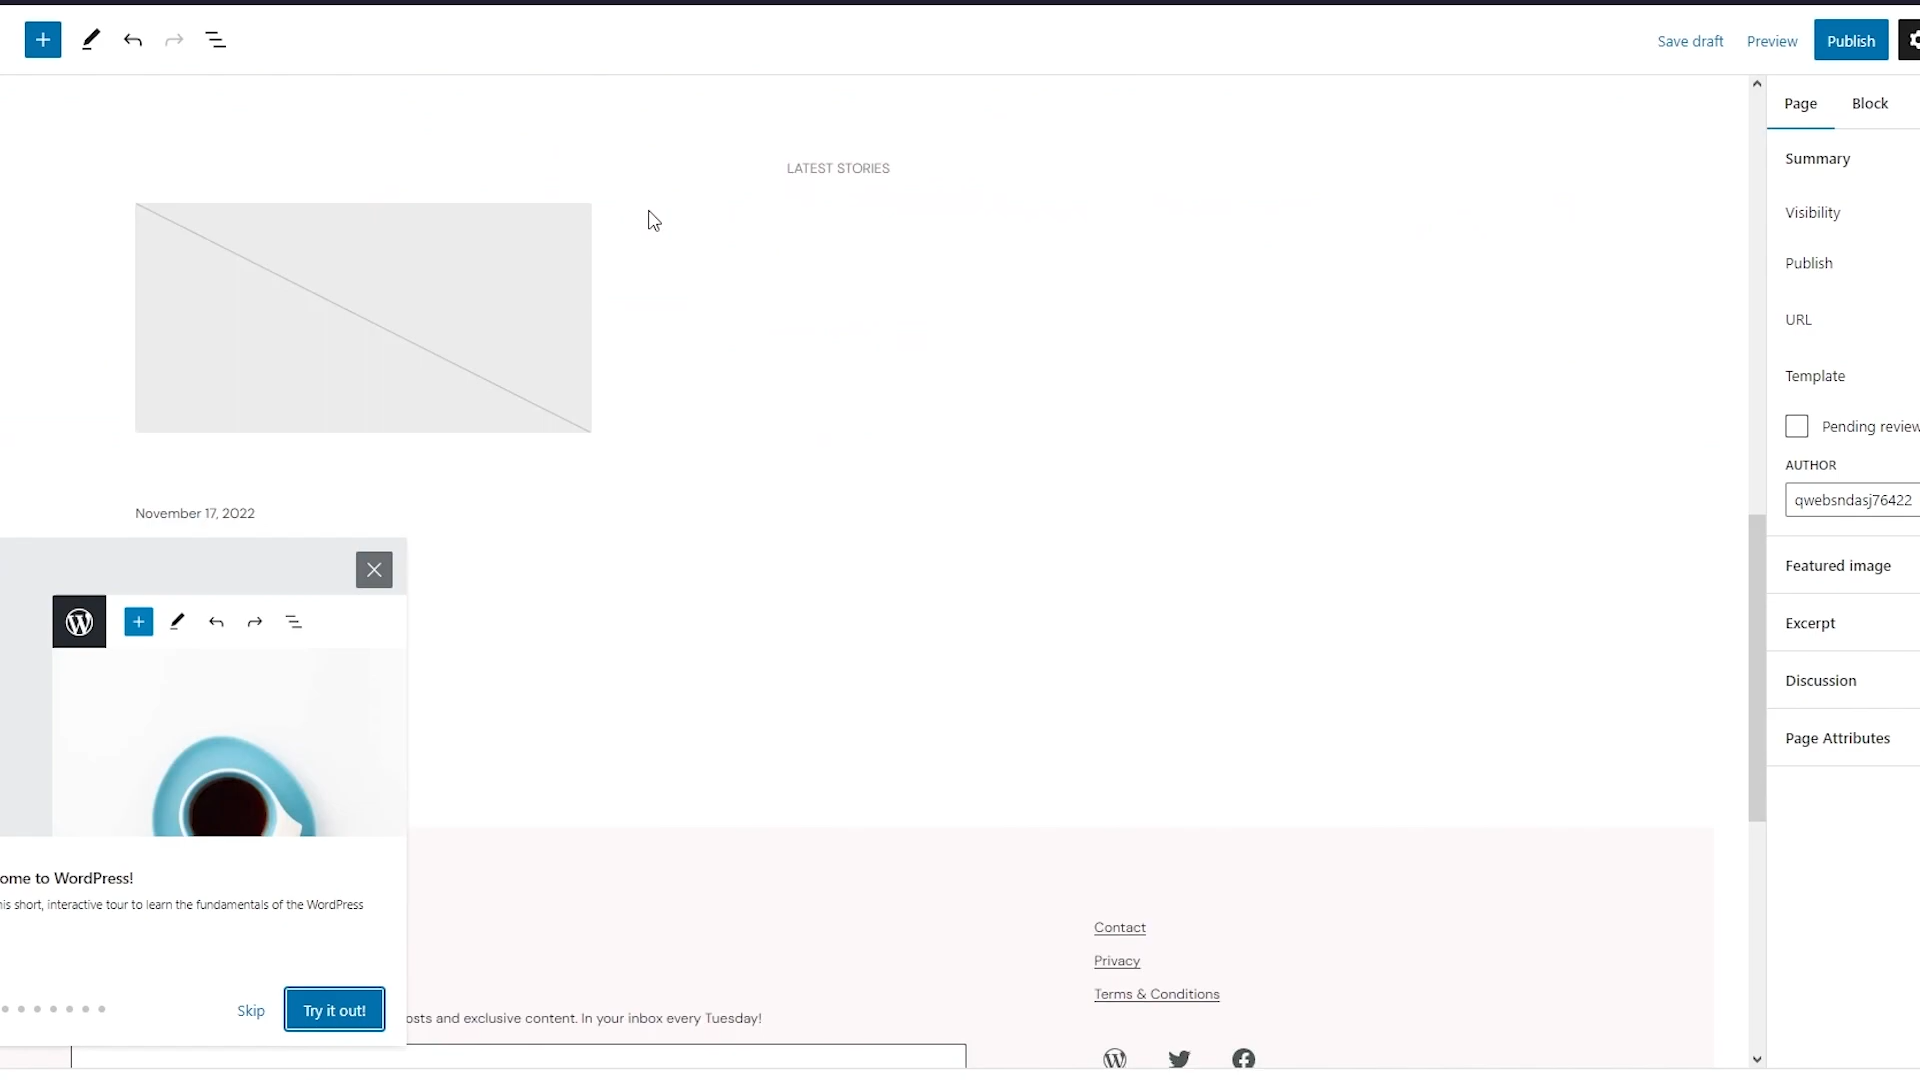 Save draft
Preview
Publish
Page
Block
LATEST STORIES
Summary
Visibility
Publish
URL
Template
Pending review
AUTHOR
qwebsndasj76422
November 17, 2022
Featured image
Excerpt
Discussion
Page Attributes
ome to WordPress!
his short, interactive tour to learn the fundamentals of the WordPress
Skip
Try it out!
Contact
Privacy
Terms & Conditions
osts and exclusive content. In your inbox every Tuesday!